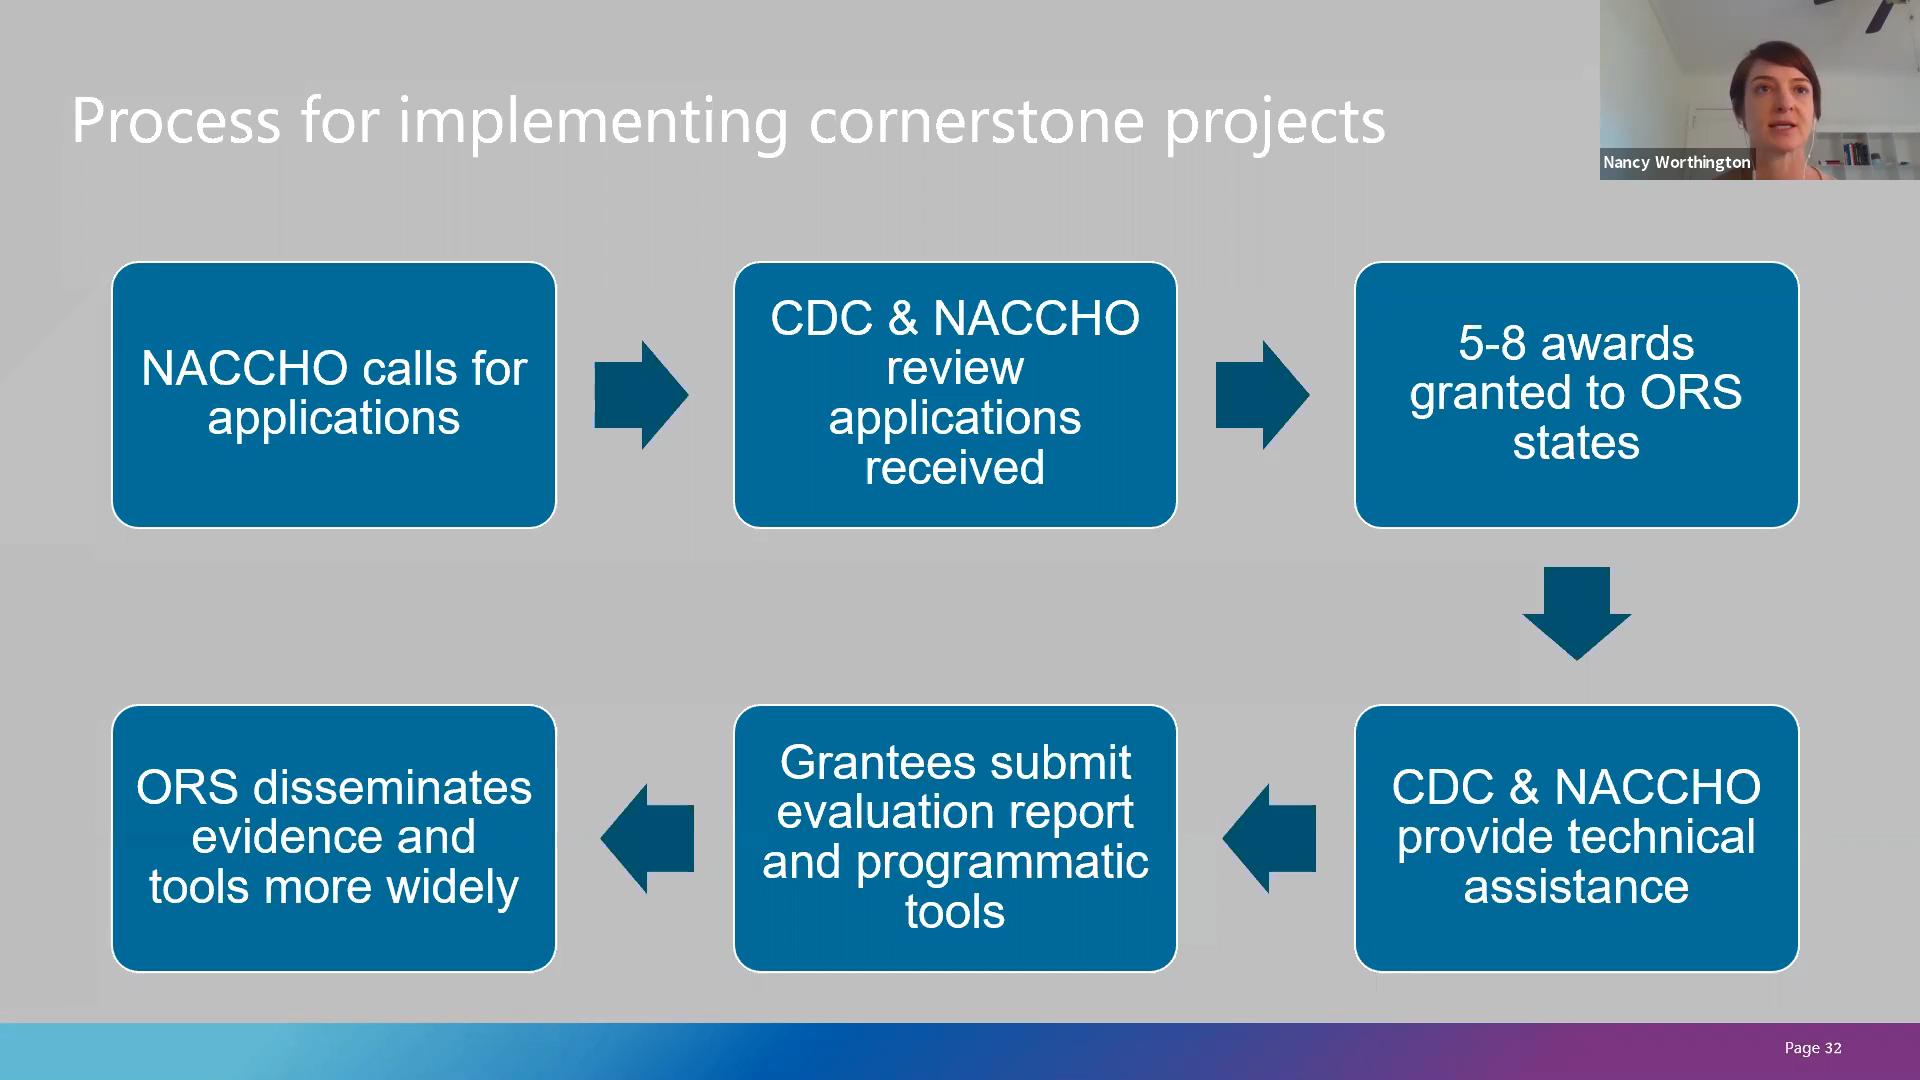 Process for implementing cornerstone projects
Nancy Worthington
NACCHO calls for
applications
CDC & NACCHO
review
applications
received
5-8 awards
granted to ORS
states
CDC & NACCHO
provide technical
assistance
Grantees submit
evaluation report
and programmatic
tools
ORS disseminates
evidence and
tools more widely
Page 32